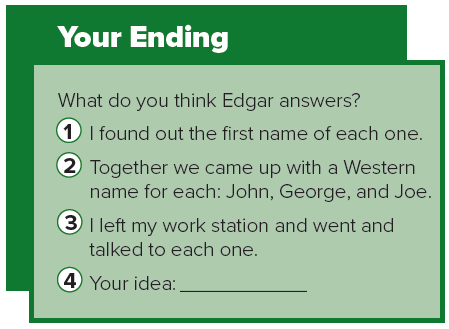 Your Ending
What do you think Edgar answers?
1 I found out the first name of each one.
2 Together we came up with a Western
name for each: John, George, and Joe.
3 I left my work station and went and
talked to each one.
4 Your idea: ____________